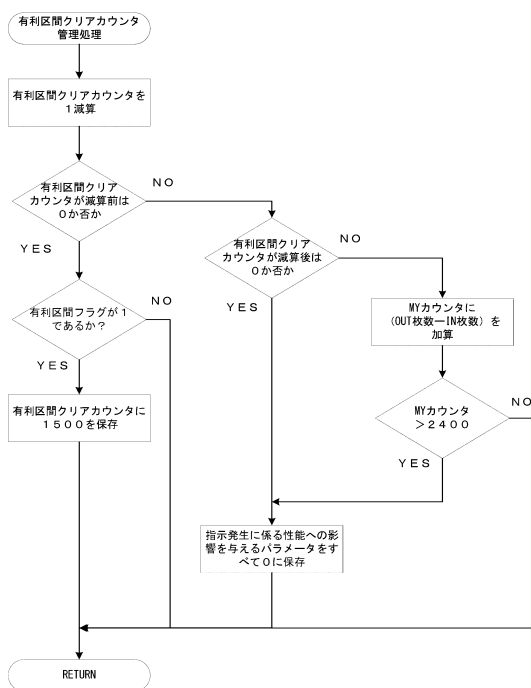 有利区間クリアカウンタ
管理処理
有利区間クリアカウンタを
1減算
有利区間クリア
カウンタが減算前は
0か否か
NO
YES
有利区間クリア
カウンタが減算後は
0か否か
NO
YES
有利区間フラグが1
であるか?
NO
YES
MYカウンタに
(OUT枚数ーIN枚数)を
加算
有利区間クリアカウンタに
1500を保存
MYカウンタ
>2400
NO
YES
指示発生に係る性能への影
響を与えるパラメータをす
べて0に保存
RETURN